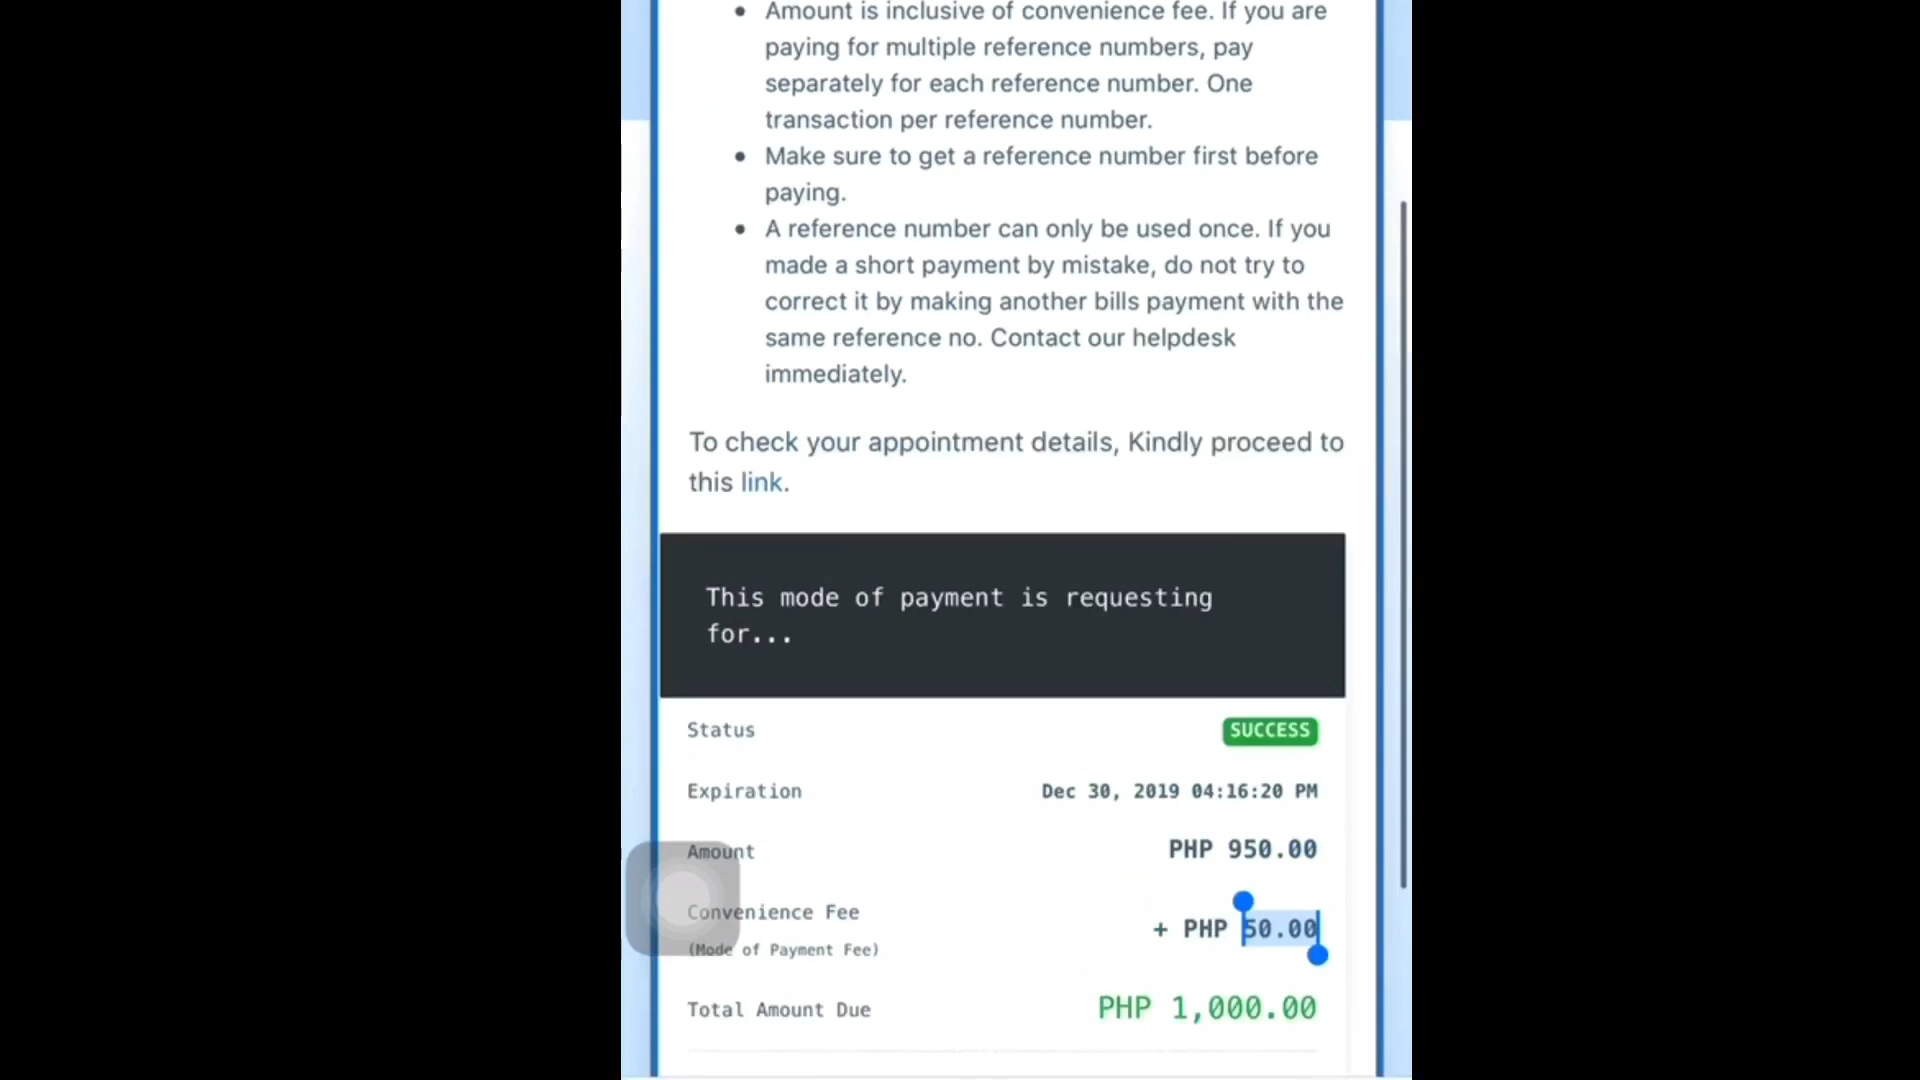 Amount is inclusive of convenience fee. If you are
paying for multiple reference numbers, pay
separately for each reference number. One
transaction per reference number.
Make sure to get a reference number first before
paying.
A reference number can only be used once. If you
made a short payment by mistake, do not try to
correct it by making another bills payment with the
same reference no. Contact our helpdesk
immediately.
To check your appointment details, Kindly proceed to
this link.
This mode of payment is requesting
for...
Status SUCCESS
Expiration Dec 30, 2019 04:16:20 PM
Amount PHP 950.00
Convenience Fee + PHP 50.00
(Mode of Payment Fee)
Total Amount Due PHP 1,000.00